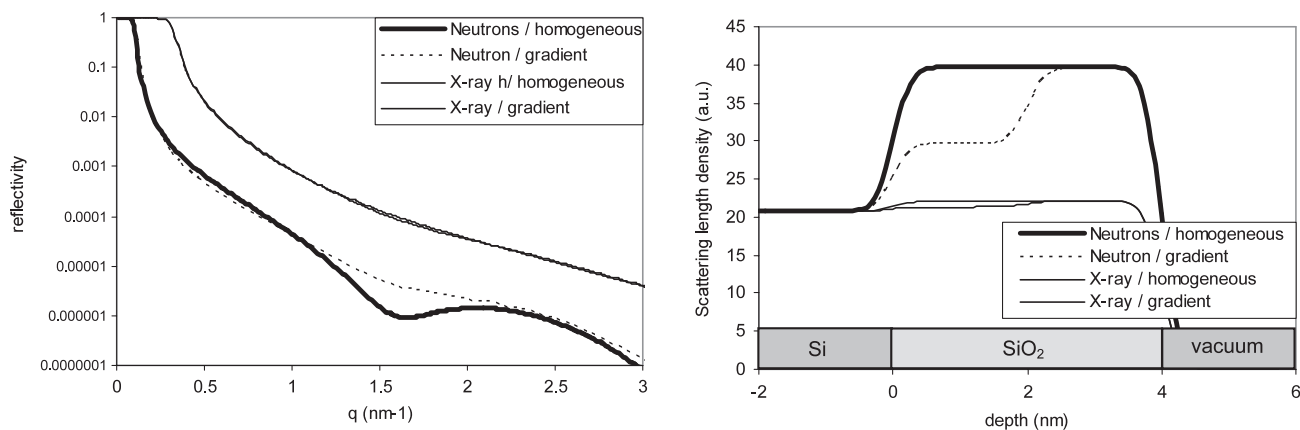 1
0.1
0.01
0.001
0.0001
0.00001
0.000001
0.0000001
reflectivity
0 0.5 1 1.5 2 2.5 3
q (nm-1)
Neutrons / homogeneous
Neutron / gradient
X-ray h/ homogeneous
X-ray / gradient
45
40
35
30
25
20
15
10
5
0
Scattering length density (a.u.)
Neutrons / homogeneous
Neutron / gradient
X-ray / homogeneous
X-ray / gradient
Si SiO₂ vacuum
-2 0 2 4 6
depth (nm)